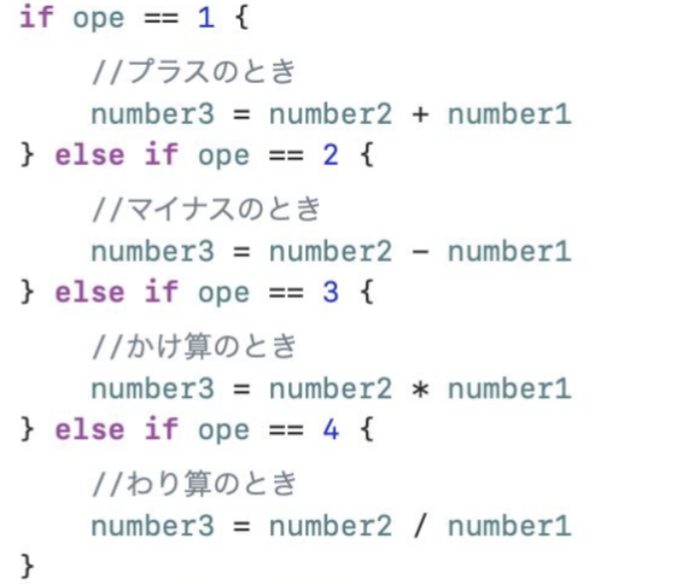 if ope == 1 {
    //プラスのとき
    number3 = number2 + number1
} else if ope == 2 {
    //マイナスのとき
    number3 = number2 - number1
} else if ope == 3 {
    //かけ算のとき
    number3 = number2 * number1
} else if ope == 4 {
    //わり算のとき
    number3 = number2 / number1
}